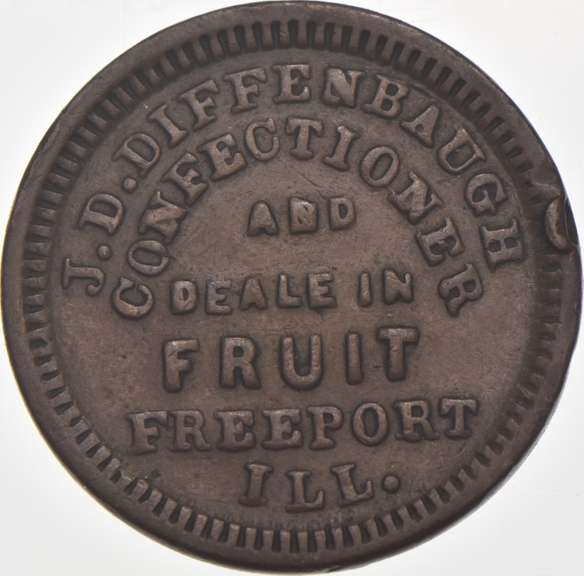 J. D. DIFFENBAUGH
CONFECTIONER
AND
DEALE IN
FRUIT
FREEPORT
ILL.